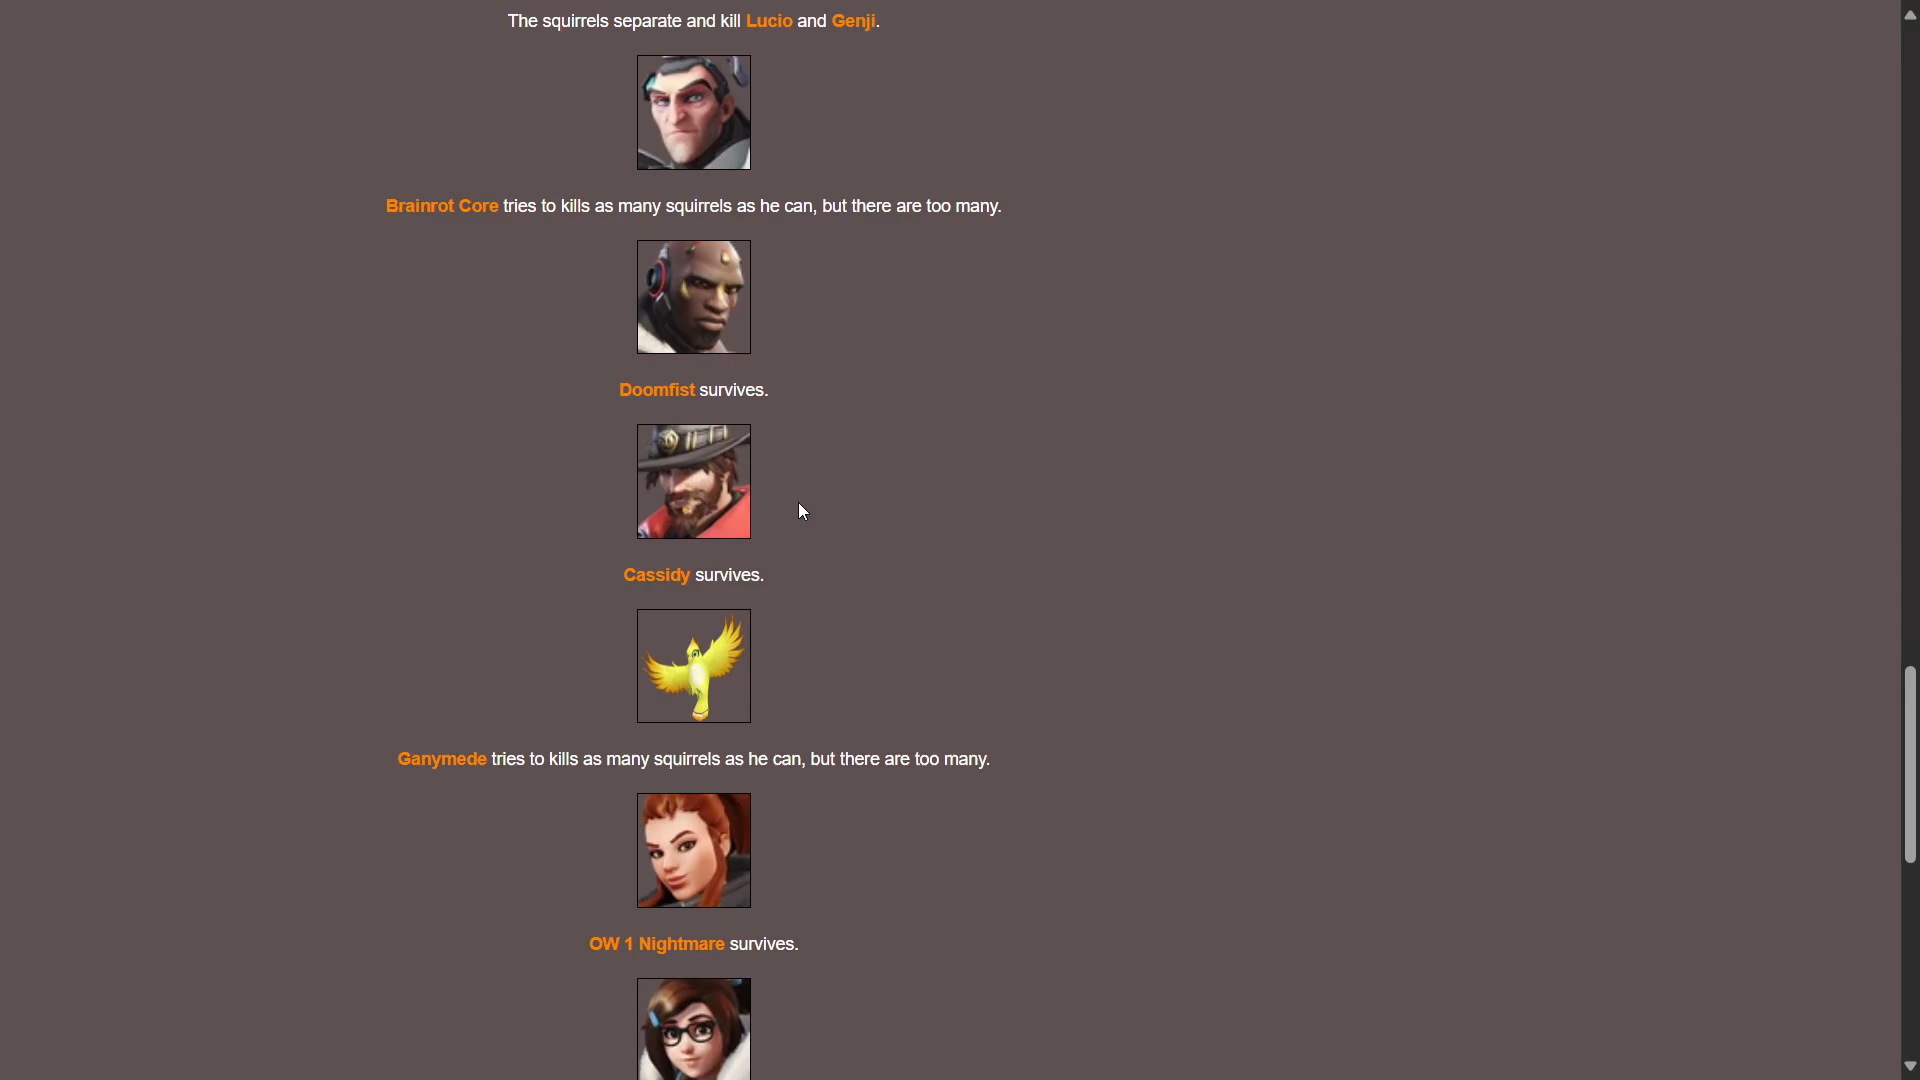 The squirrels separate and kill Lucio and Genji.
Brainrot Core tries to kills as many squirrels as he can, but there are too many.
Doomfist survives.
Cassidy survives.
Ganymede tries to kills as many squirrels as he can, but there are too many.
OW 1 Nightmare survives.